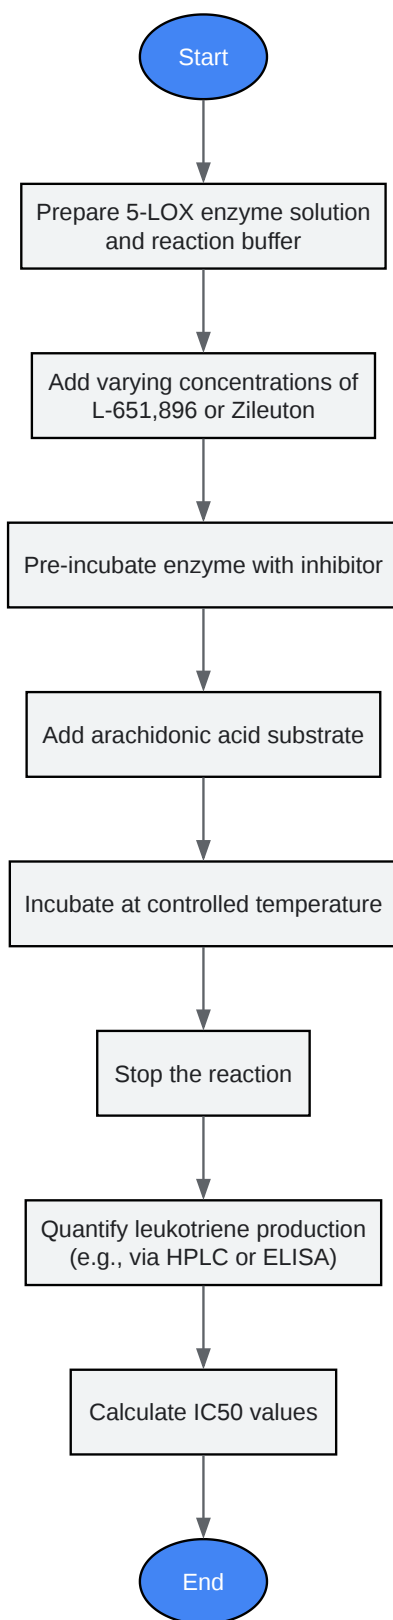 Start
Prepare 5-LOX enzyme solution
and reaction buffer
Add varying concentrations of
L-651,896 or Zileuton
Pre-incubate enzyme with inhibitor
Add arachidonic acid substrate
Incubate at controlled temperature
Stop the reaction
Quantify leukotriene production
(e.g., via HPLC or ELISA)
Calculate IC50 values
End